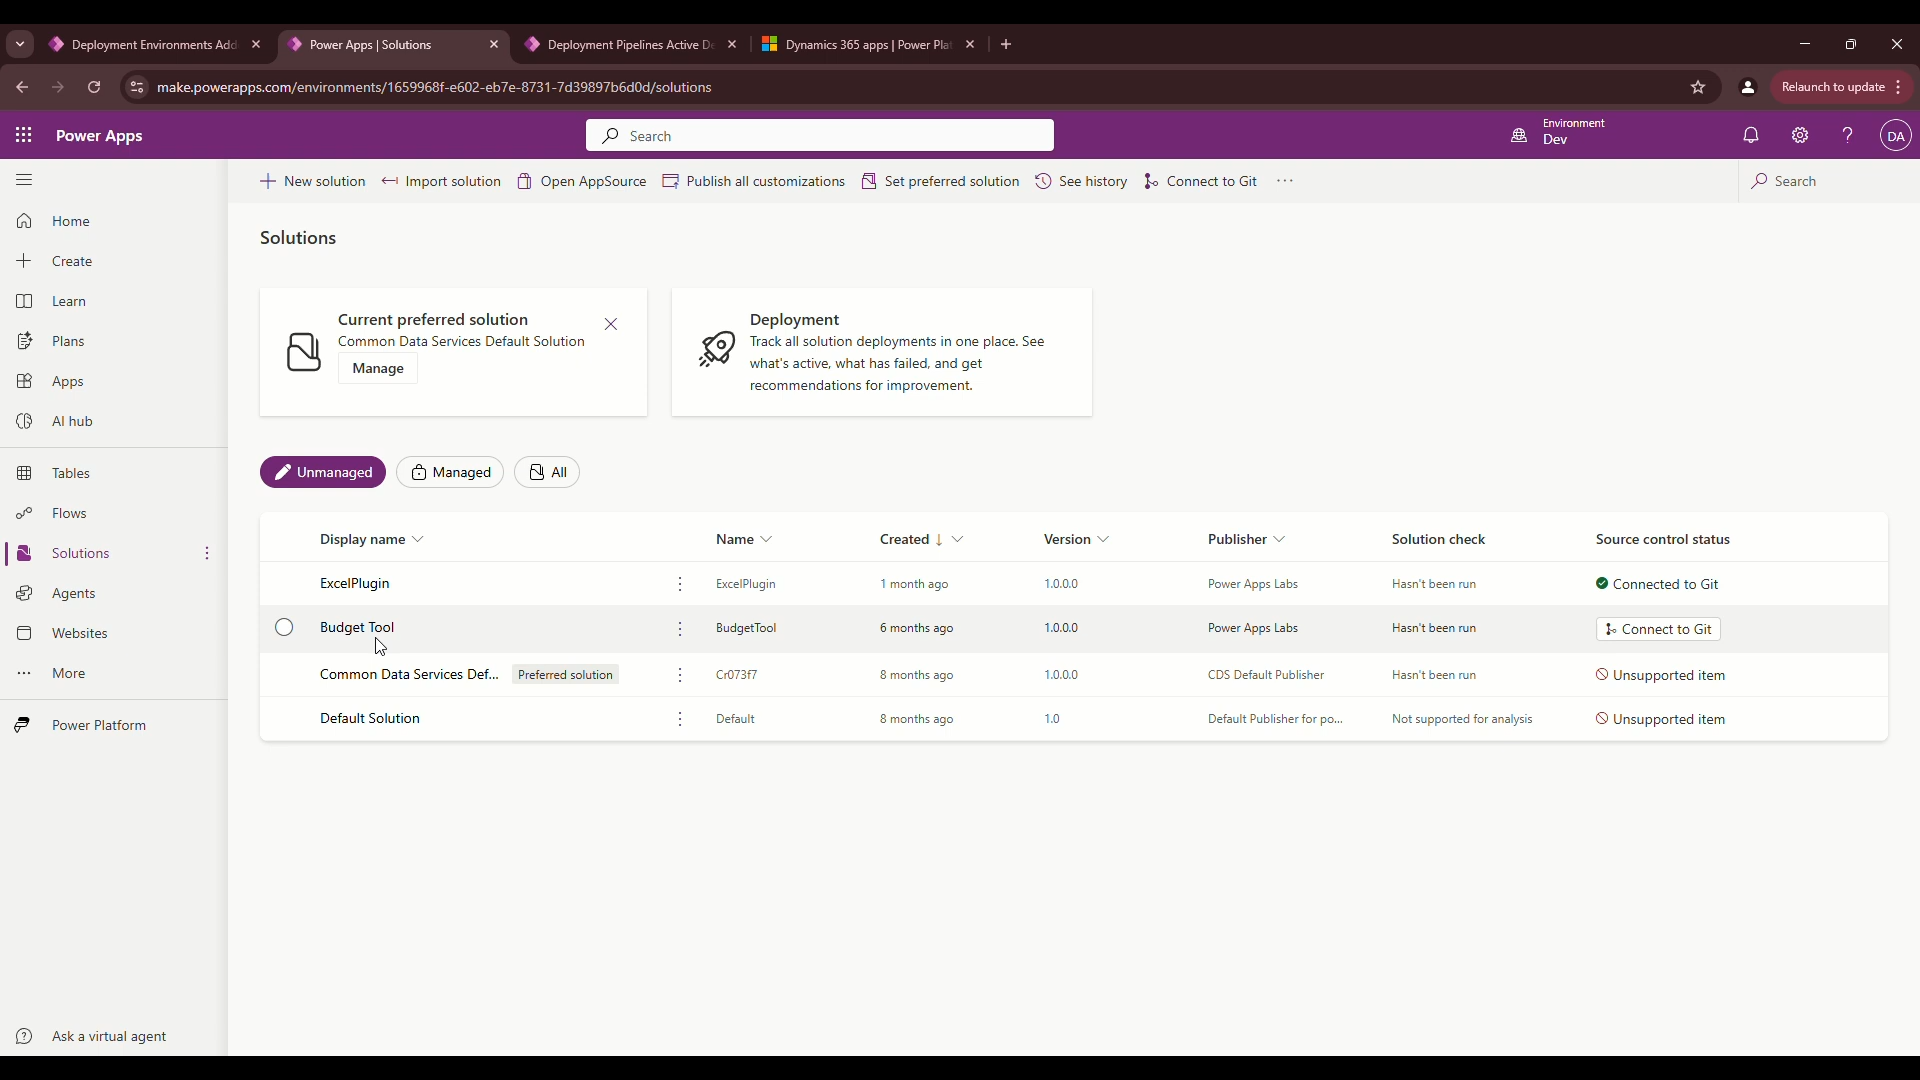 Deployment Environments Add
Power Apps | Solutions
Deployment Pipelines Active De
Dynamics 365 apps | Power Pla
make.powerapps.com/environments/1659968f-e602-eb7e-8731-7d39897b6d0d/solutions
Relaunch to update
Power Apps
Search
Environment
Dev
DA
New solution
Import solution
Open AppSource
Publish all customizations
Set preferred solution
See history
Connect to Git
Search
Home
Create
Learn
Plans
Apps
AI hub
Tables
Flows
Solutions
Agents
Websites
More
Power Platform
Ask a virtual agent
Solutions
Current preferred solution
Common Data Services Default Solution
Manage
Deployment
Track all solution deployments in one place. See
what's active, what has failed, and get
recommendations for improvement.
Unmanaged
Managed
All
Display name Name Created Version Publisher Solution check Source control status
ExcelPlugin ExcelPlugin 1 month ago 1.0.0.0 Power Apps Labs Hasn't been run Connected to Git
Budget Tool BudgetTool 6 months ago 1.0.0.0 Power Apps Labs Hasn't been run Connect to Git
Common Data Services Def... Preferred solution Cr073f7 8 months ago 1.0.0.0 CDS Default Publisher Hasn't been run Unsupported item
Default Solution Default 8 months ago 1.0 Default Publisher for po... Not supported for analysis Unsupported item